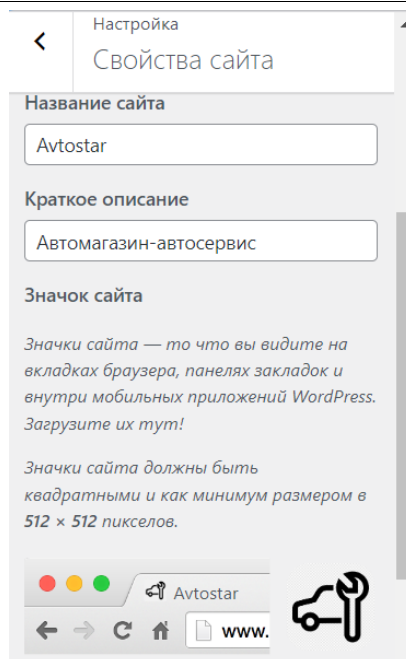 Настройка
Свойства сайта
Название сайта
Avtostar
Краткое описание
Автомагазин-автосервис
Значок сайта
Значки сайта — то что вы видите на
вкладках браузера, панелях закладок и
внутри мобильных приложений WordPress.
Загрузите их тут!
Значки сайта должны быть
квадратными и как минимум размером в
512 × 512 пикселов.
Avtostar
www.